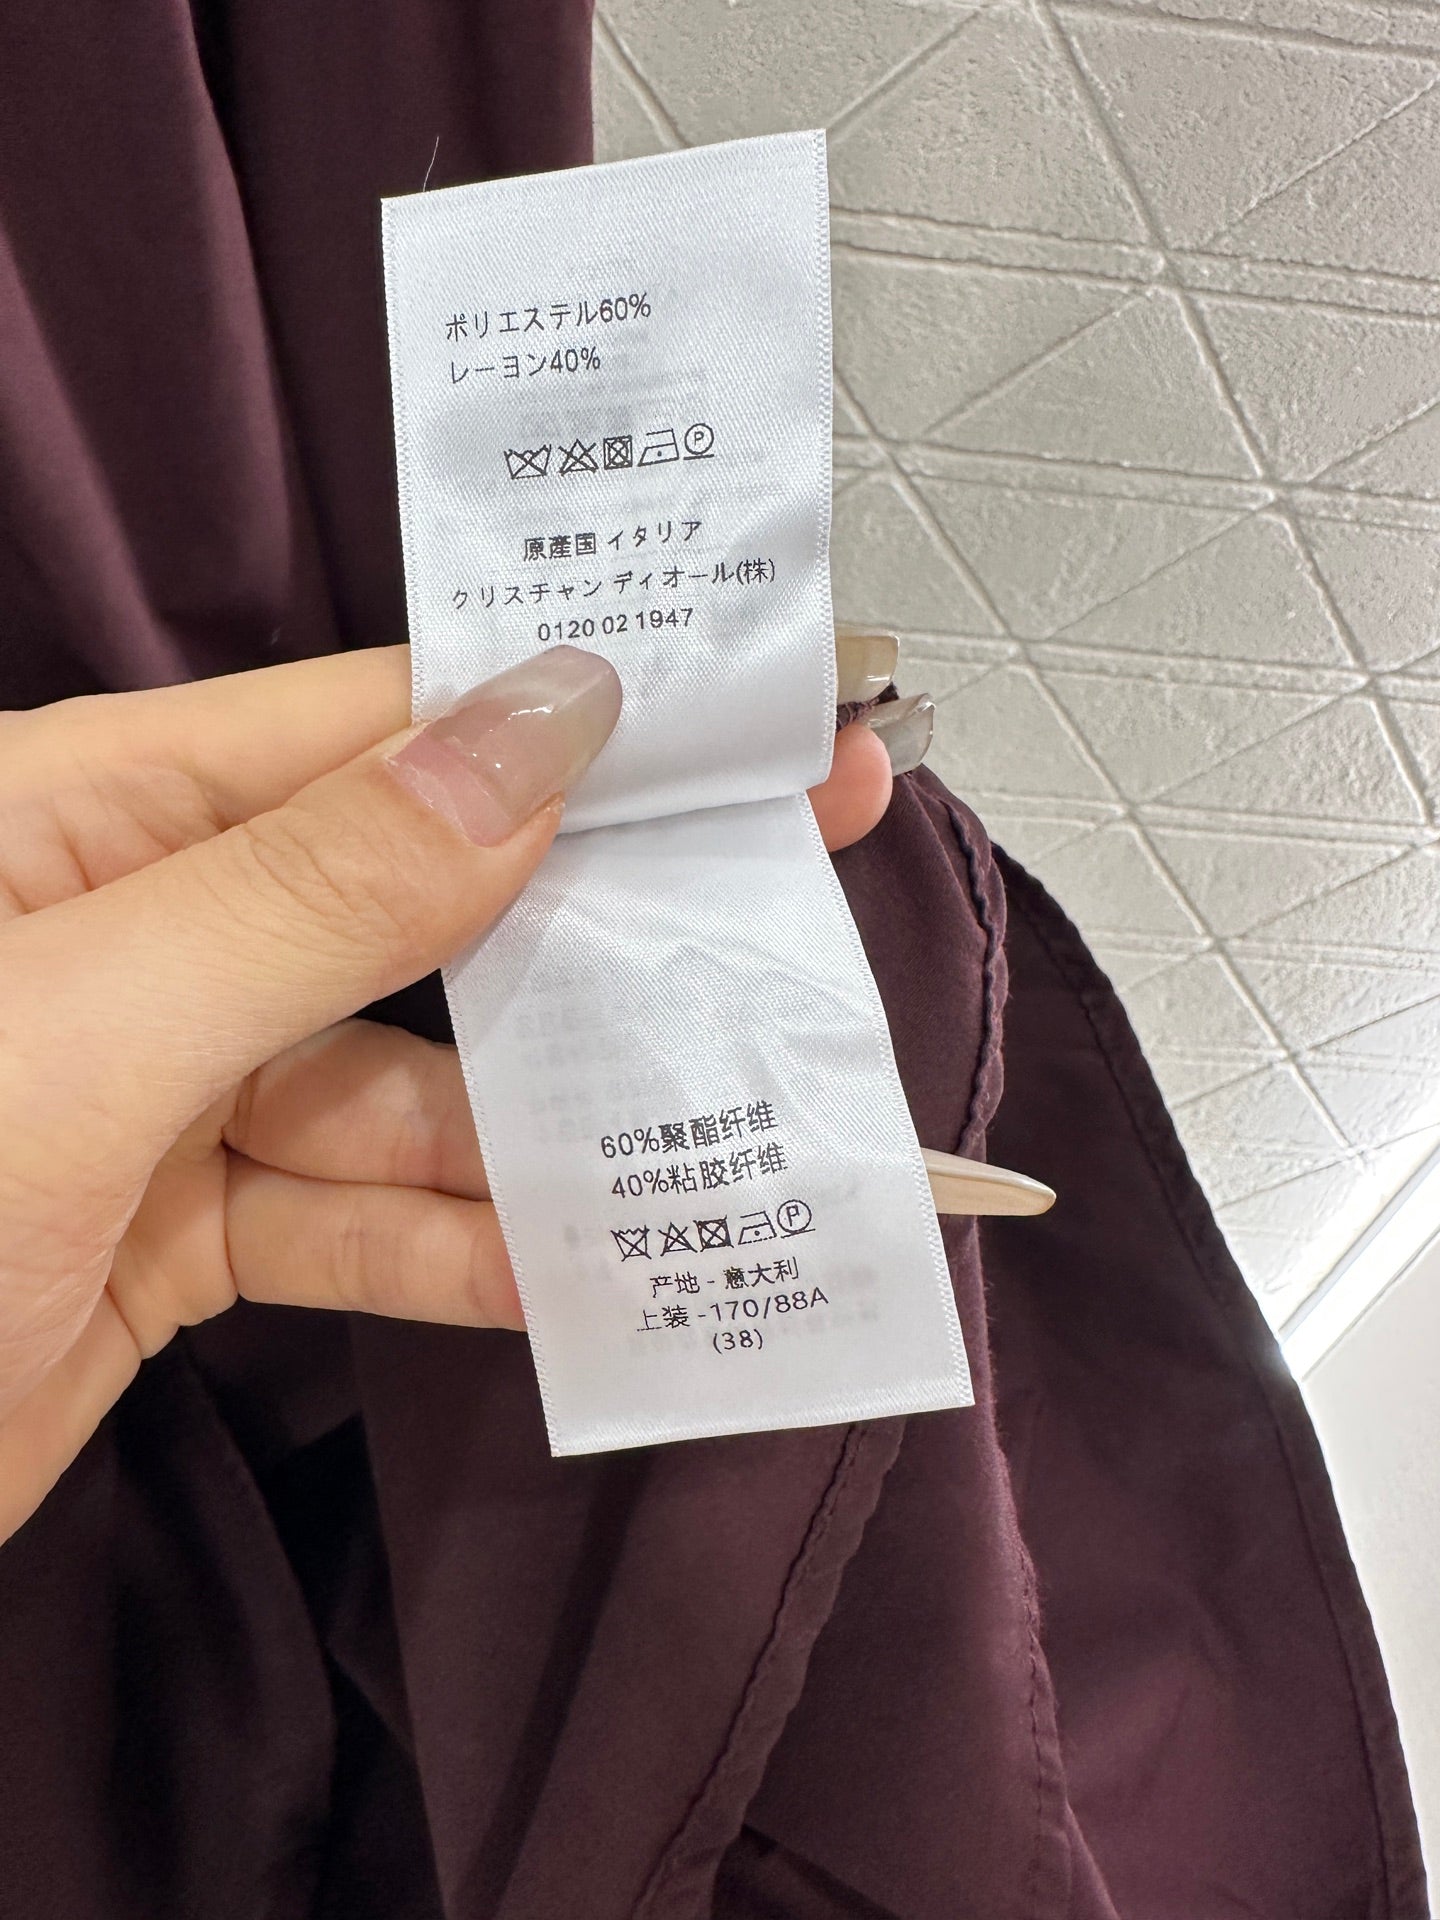 ポリエステル60%
レーヨン40%
P
原産国 イタリア
クリスチャン ディオール(株)
0120 02 1947
60%聚酯纤维
40%粘胶纤维
P
产地 - 意大利
上装 -170/88A
(38)